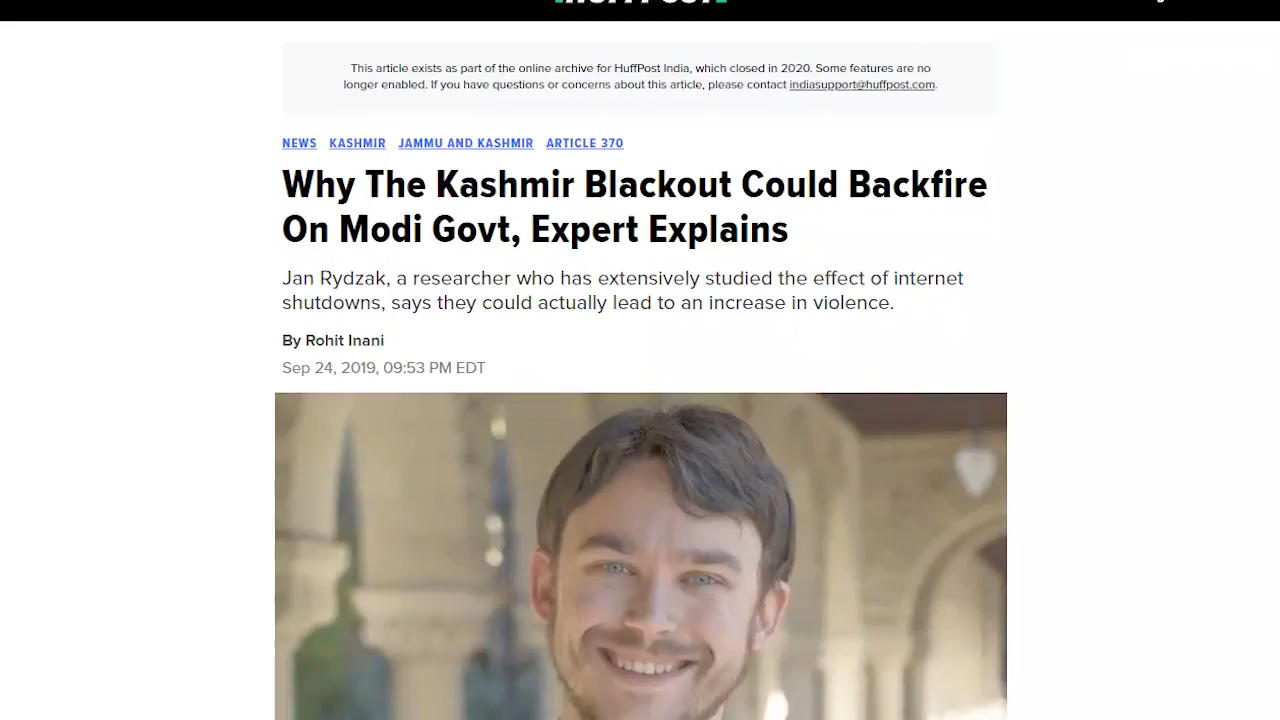 This article exists as part of the online archive for HuffPost India, which closed in 2020. Some features are no
longer enabled. If you have questions or concerns about this article, please contact indiasupport@huffpost.com.
NEWS KASHMIR JAMMU AND KASHMIR ARTICLE 370
Why The Kashmir Blackout Could Backfire
On Modi Govt, Expert Explains
Jan Rydzak, a researcher who has extensively studied the effect of internet
shutdowns, says they could actually lead to an increase in violence.
By Rohit Inani
Sep 24, 2019, 09:53 PM EDT